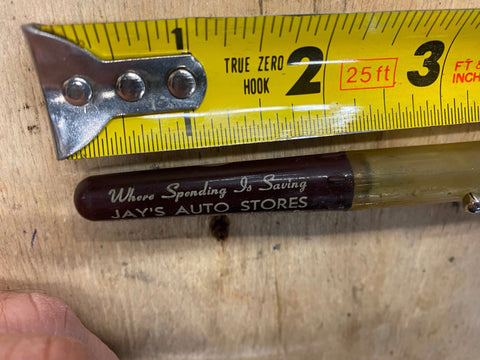 1 2 3
TRUE ZERO
HOOK
25ft
FT &
INCH
Where Spending Is Saving
JAY'S AUTO STORES